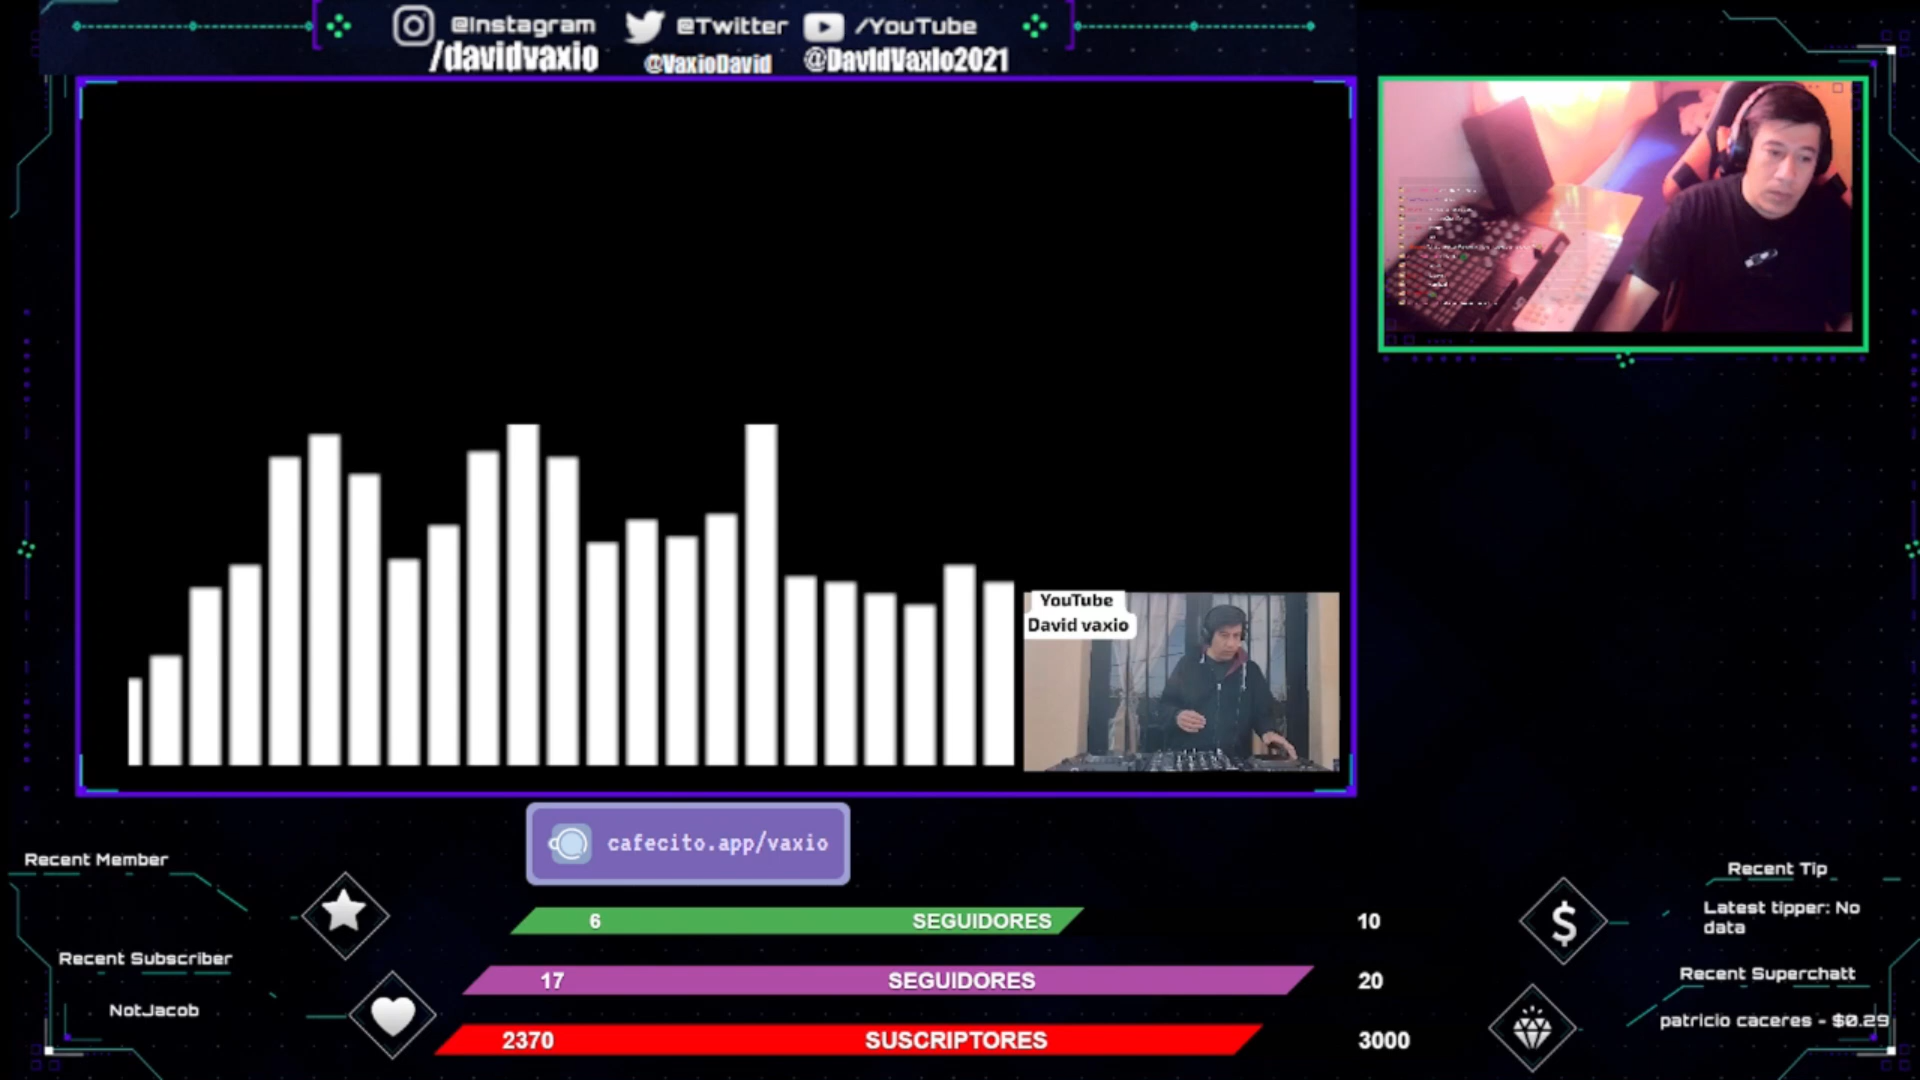 @Instagram
/davidvaxio
@Twitter
@VaxioDavid
/YouTube
@DavidVaxio2021
YouTube
David vaxio
cafecito.app/vaxio
Recent Member
Recent Subscriber
NotJacob
6 SEGUIDORES 10
17 SEGUIDORES 20
2370 SUSCRIPTORES 3000
Recent Tip
Latest tipper: No
data
Recent Superchatt
patricio caceres - $0.29